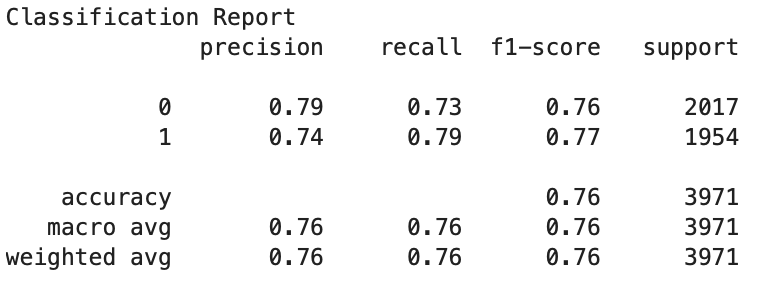 Classification Report
precision recall f1-score support
0 0.79 0.73 0.76 2017
1 0.74 0.79 0.77 1954
accuracy 0.76 3971
macro avg 0.76 0.76 0.76 3971
weighted avg 0.76 0.76 0.76 3971